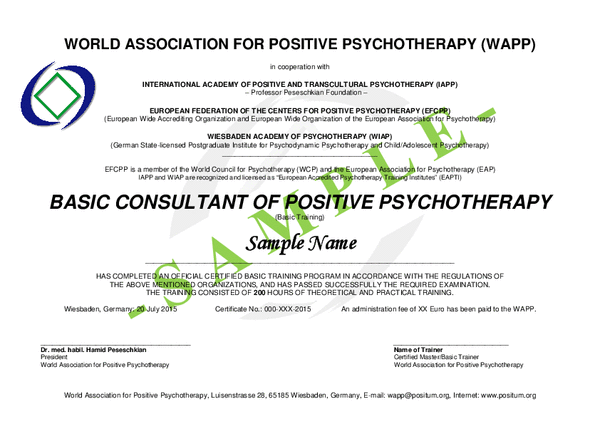 WORLD ASSOCIATION FOR POSITIVE PSYCHOTHERAPY (WAPP)
in cooperation with
INTERNATIONAL ACADEMY OF POSITIVE AND TRANSCULTURAL PSYCHOTHERAPY (IAPP)
– Professor Peseschkian Foundation –
EUROPEAN FEDERATION OF THE CENTERS FOR POSITIVE PSYCHOTHERAPY (EFCPP)
(European Wide Accrediting Organization and European Wide Organization of the European Association for Psychotherapy)
WIESBADEN ACADEMY OF PSYCHOTHERAPY (WIAP)
(German State-licensed Postgraduate Institute for Psychodynamic Psychotherapy and Child/Adolescent Psychotherapy)
EFCPP is a member of the World Council for Psychotherapy (WCP) and the European Association for Psychotherapy (EAP)
IAPP and WIAP are recognized and licensed as “European Accredited Psychotherapy Training Institutes” (EAPTI)
BASIC CONSULTANT OF POSITIVE PSYCHOTHERAPY
(Basic Training)
Sample Name
- S A M P L E -
HAS COMPLETED AN OFFICIAL CERTIFIED BASIC TRAINING PROGRAM IN ACCORDANCE WITH THE REGULATIONS OF
THE ABOVE MENTIONED ORGANIZATIONS, AND HAS PASSED SUCCESSFULLY THE REQUIRED EXAMINATION.
THE TRAINING CONSISTED OF 200 HOURS OF THEORETICAL AND PRACTICAL TRAINING.
Wiesbaden, Germany: 20 July 2015 Certificate No.: 000-XXX-2015 An administration fee of XX Euro has been paid to the WAPP.
Dr. med. habil. Hamid Peseschkian Name of Trainer
President Certified Master/Basic Trainer
World Association for Positive Psychotherapy World Association for Positive Psychotherapy
World Association for Positive Psychotherapy, Luisenstrasse 28, 65185 Wiesbaden, Germany, E-mail: wapp@positum.org, Internet: www.positum.org